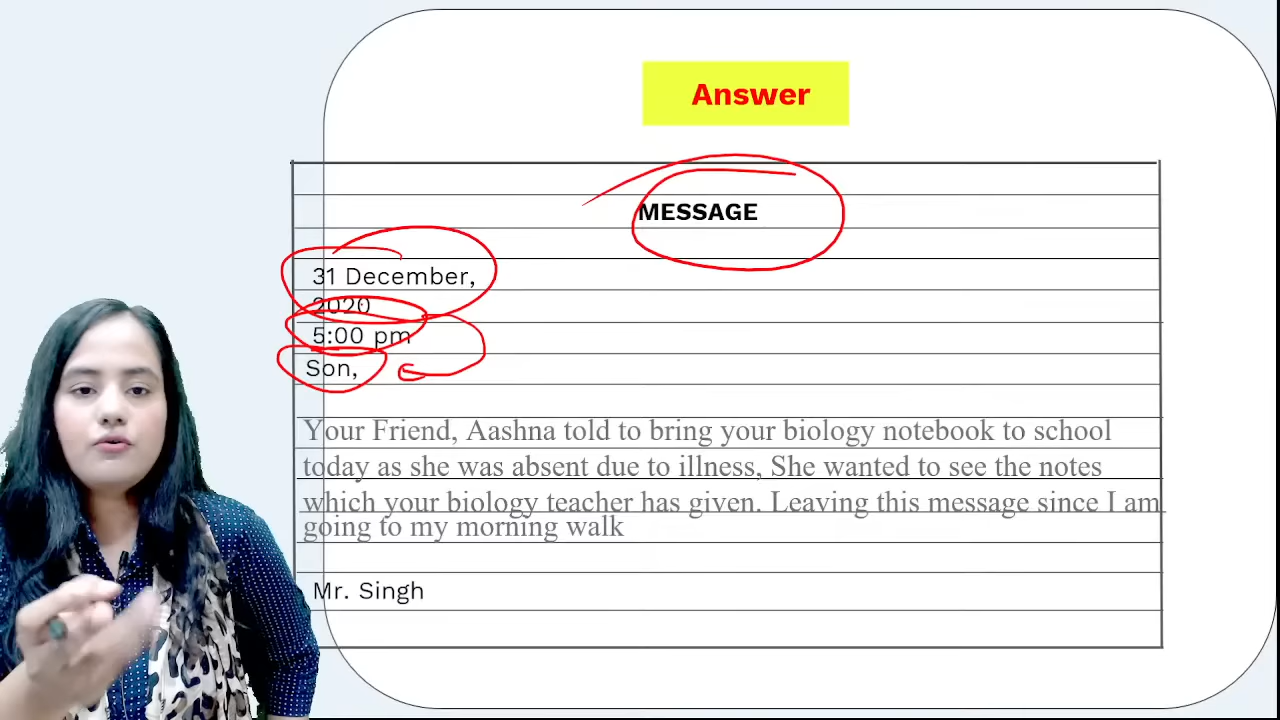 Answer
MESSAGE
31 December,
2020
5:00 pm
Son,
Your Friend, Aashna told to bring your biology notebook to school
today as she was absent due to illness, She wanted to see the notes
which your biology teacher has given. Leaving this message since I am
going to my morning walk
Mr. Singh